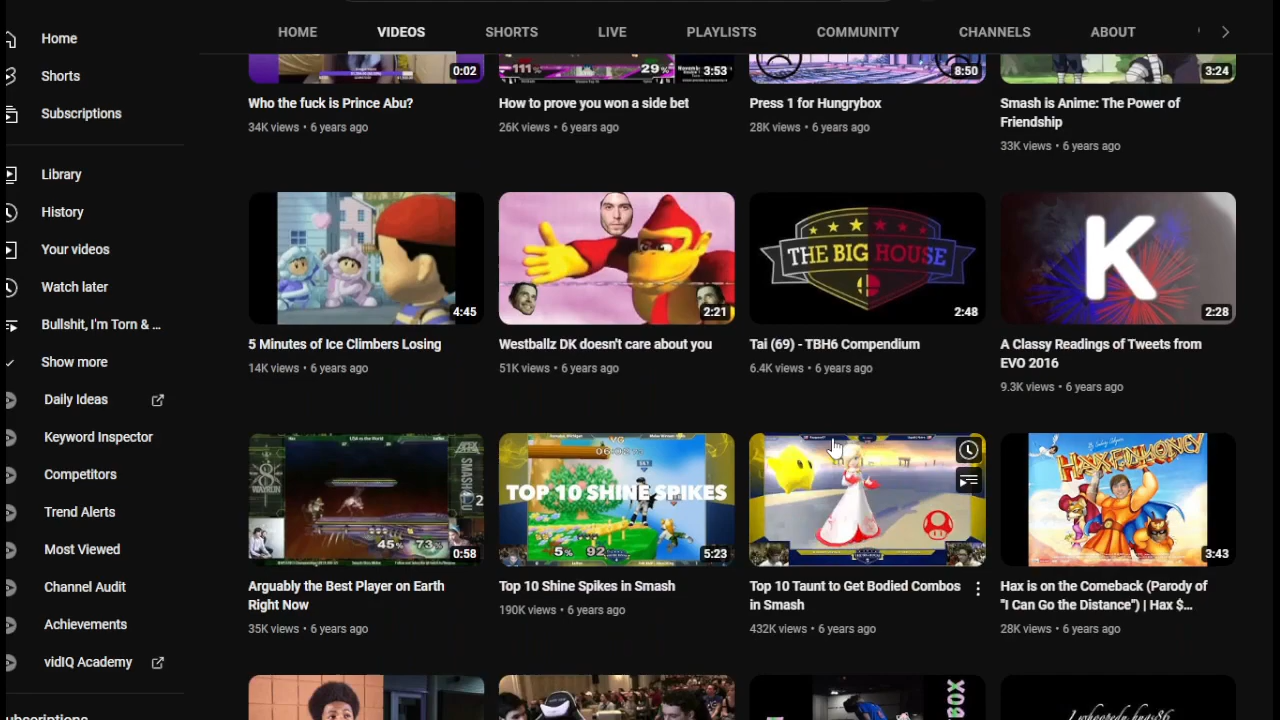 HOME VIDEOS SHORTS LIVE PLAYLISTS COMMUNITY CHANNELS ABOUT
Home
Shorts
Subscriptions
Library
History
Your videos
Watch later
Bullshit, I'm Torn & ...
Show more
Daily Ideas
Keyword Inspector
Competitors
Trend Alerts
Most Viewed
Channel Audit
Achievements
vidIQ Academy
ubscriptions
0:02
Who the fuck is Prince Abu?
34K views • 6 years ago
111 29%
3:53
How to prove you won a side bet
26K views • 6 years ago
8:50
Press 1 for Hungrybox
28K views • 6 years ago
3:24
Smash is Anime: The Power of
Friendship
33K views • 6 years ago
4:45
5 Minutes of Ice Climbers Losing
14K views • 6 years ago
2:21
Westballz DK doesn't care about you
51K views • 6 years ago
THE BIG HOUSE
2:48
Tai (69) - TBH6 Compendium
6.4K views • 6 years ago
K
2:28
A Classy Readings of Tweets from
EVO 2016
9.3K views • 6 years ago
SMASH
2
45% 73%
0:58
Arguably the Best Player on Earth
Right Now
35K views • 6 years ago
TOP 10 SHINE SPIKES
5% 92
5:23
Top 10 Shine Spikes in Smash
190K views • 6 years ago
Top 10 Taunt to Get Bodied Combos
in Smash
432K views • 6 years ago
3:43
Hax is on the Comeback (Parody of
"I Can Go the Distance") | Hax $...
28K views • 6 years ago